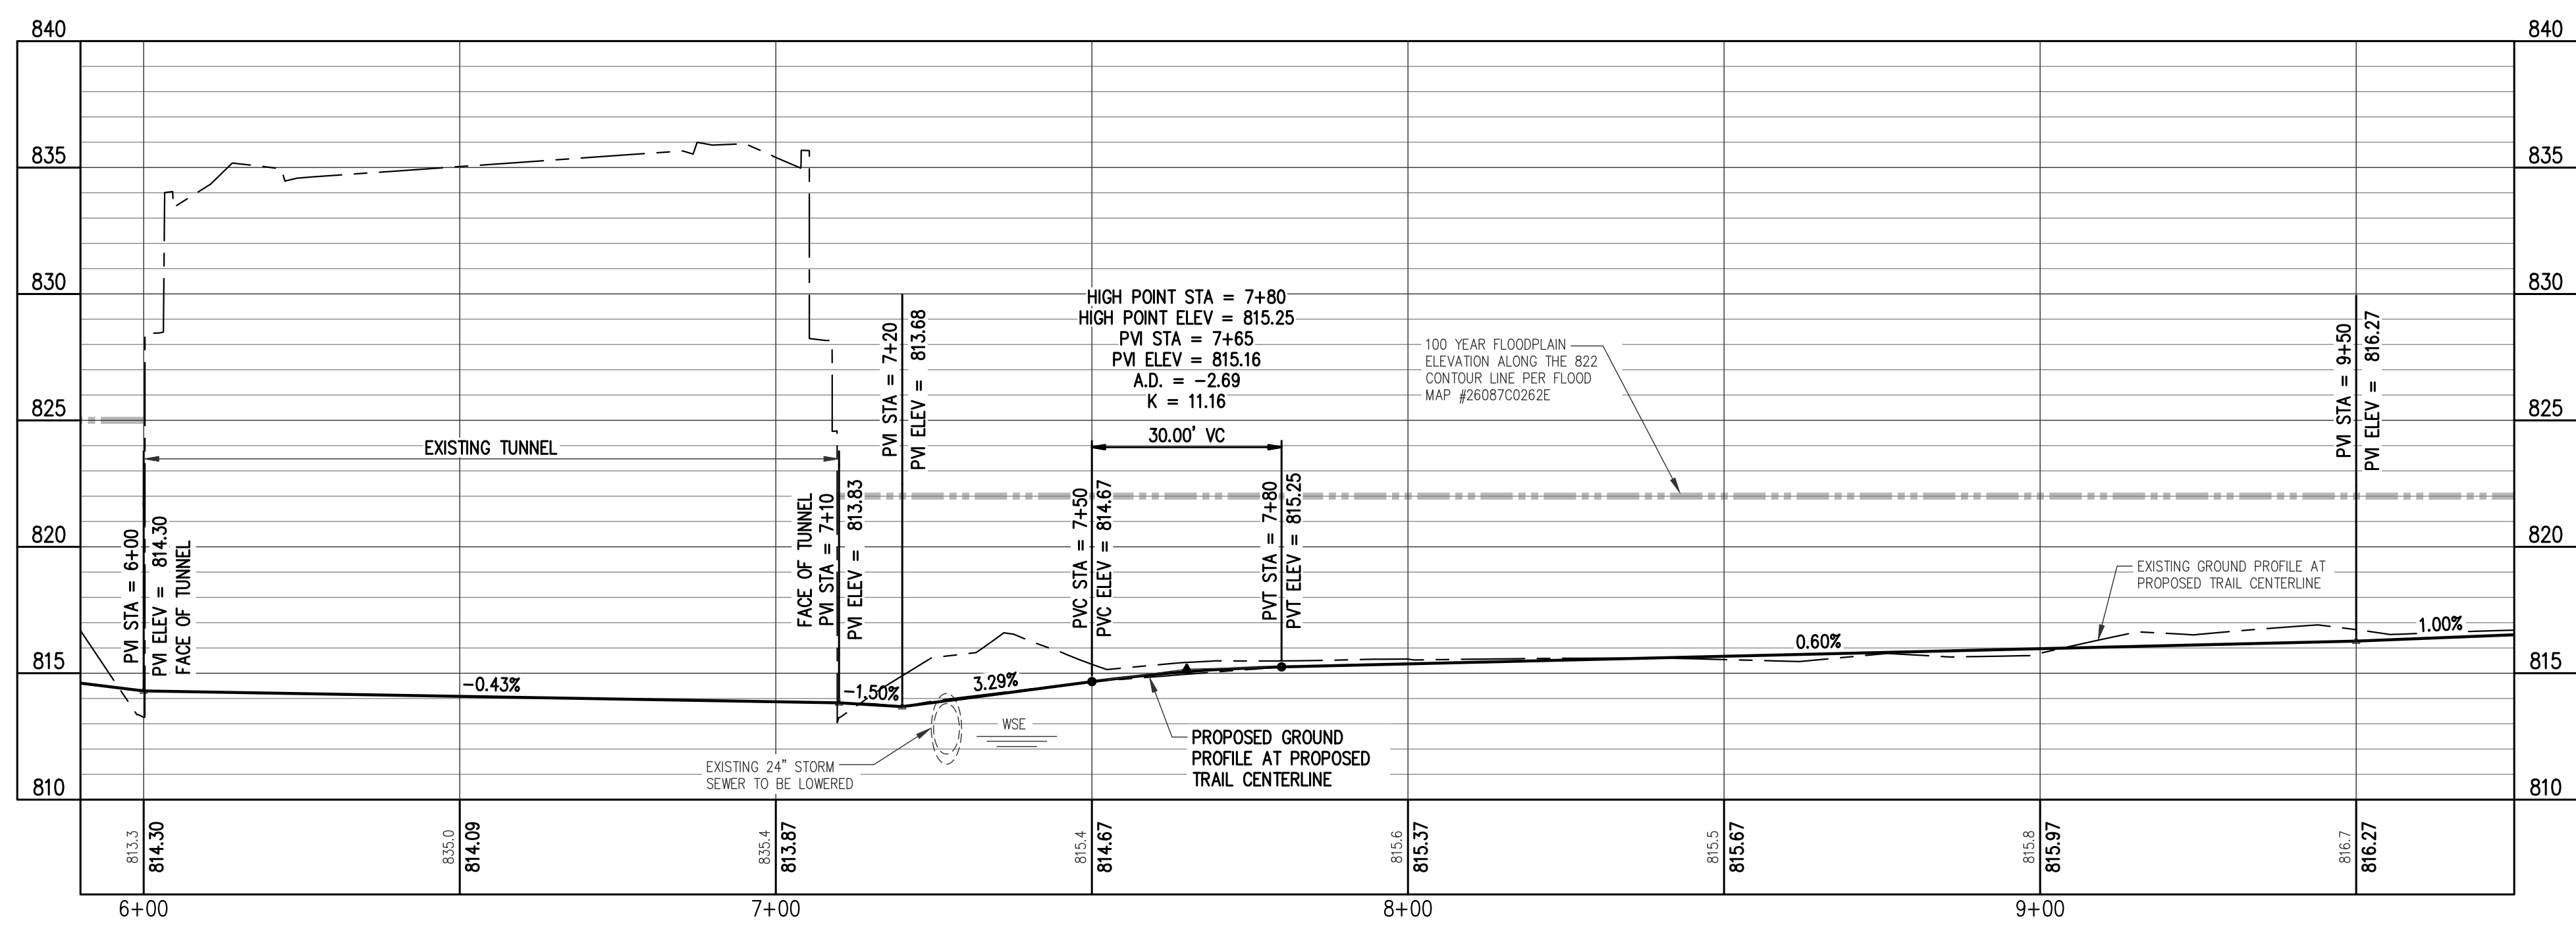 840
840
835
835
830
830
825
825
820
820
815
815
810
810
PVI STA = 6+00
PVI ELEV = 814.30
FACE OF TUNNEL
EXISTING TUNNEL
-0.43%
FACE OF TUNNEL
PVI STA = 7+10
PVI ELEV = 813.83
-1.50%
PVI STA = 7+20
PVI ELEV = 813.68
3.29%
EXISTING 24" STORM
SEWER TO BE LOWERED
WSE
HIGH POINT STA = 7+80
HIGH POINT ELEV = 815.25
PVI STA = 7+65
PVI ELEV = 815.16
A.D. = -2.69
K = 11.16
30.00' VC
PVC STA = 7+50
PVC ELEV = 814.67
PVT STA = 7+80
PVT ELEV = 815.25
PROPOSED GROUND
PROFILE AT PROPOSED
TRAIL CENTERLINE
100 YEAR FLOODPLAIN
ELEVATION ALONG THE 822
CONTOUR LINE PER FLOOD
MAP #26087C0262E
0.60%
EXISTING GROUND PROFILE AT
PROPOSED TRAIL CENTERLINE
PVI STA = 9+50
PVI ELEV = 816.27
1.00%
813.3
814.30
835.0
814.09
835.4
813.87
815.4
814.67
815.6
815.37
815.5
815.67
815.8
815.97
816.7
816.27
6+00
7+00
8+00
9+00